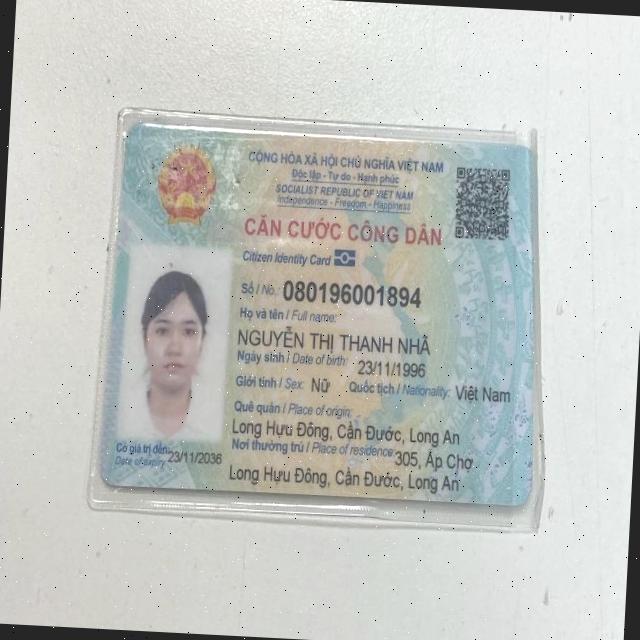 CỘNG HÒA XÃ HỘI CHỦ NGHĨA VIỆT NAM
Độc lập - Tự do - Hạnh phúc
SOCIALIST REPUBLIC OF VIET NAM
Independence - Freedom - Happiness
CĂN CƯỚC CÔNG DÂN
Citizen Identity Card
Số / No.: 080196001894
Họ và tên / Full name:
NGUYỄN THỊ THANH NHÃ
Ngày sinh / Date of birth: 23/11/1996
Giới tính / Sex: Nữ Quốc tịch / Nationality: Việt Nam
Quê quán / Place of origin:
Long Hựu Đông, Cần Đước, Long An
Nơi thường trú / Place of residence: 305, Ấp Chợ
Long Hựu Đông, Cần Đước, Long An
Có giá trị đến: 23/11/2036
Date of expiry